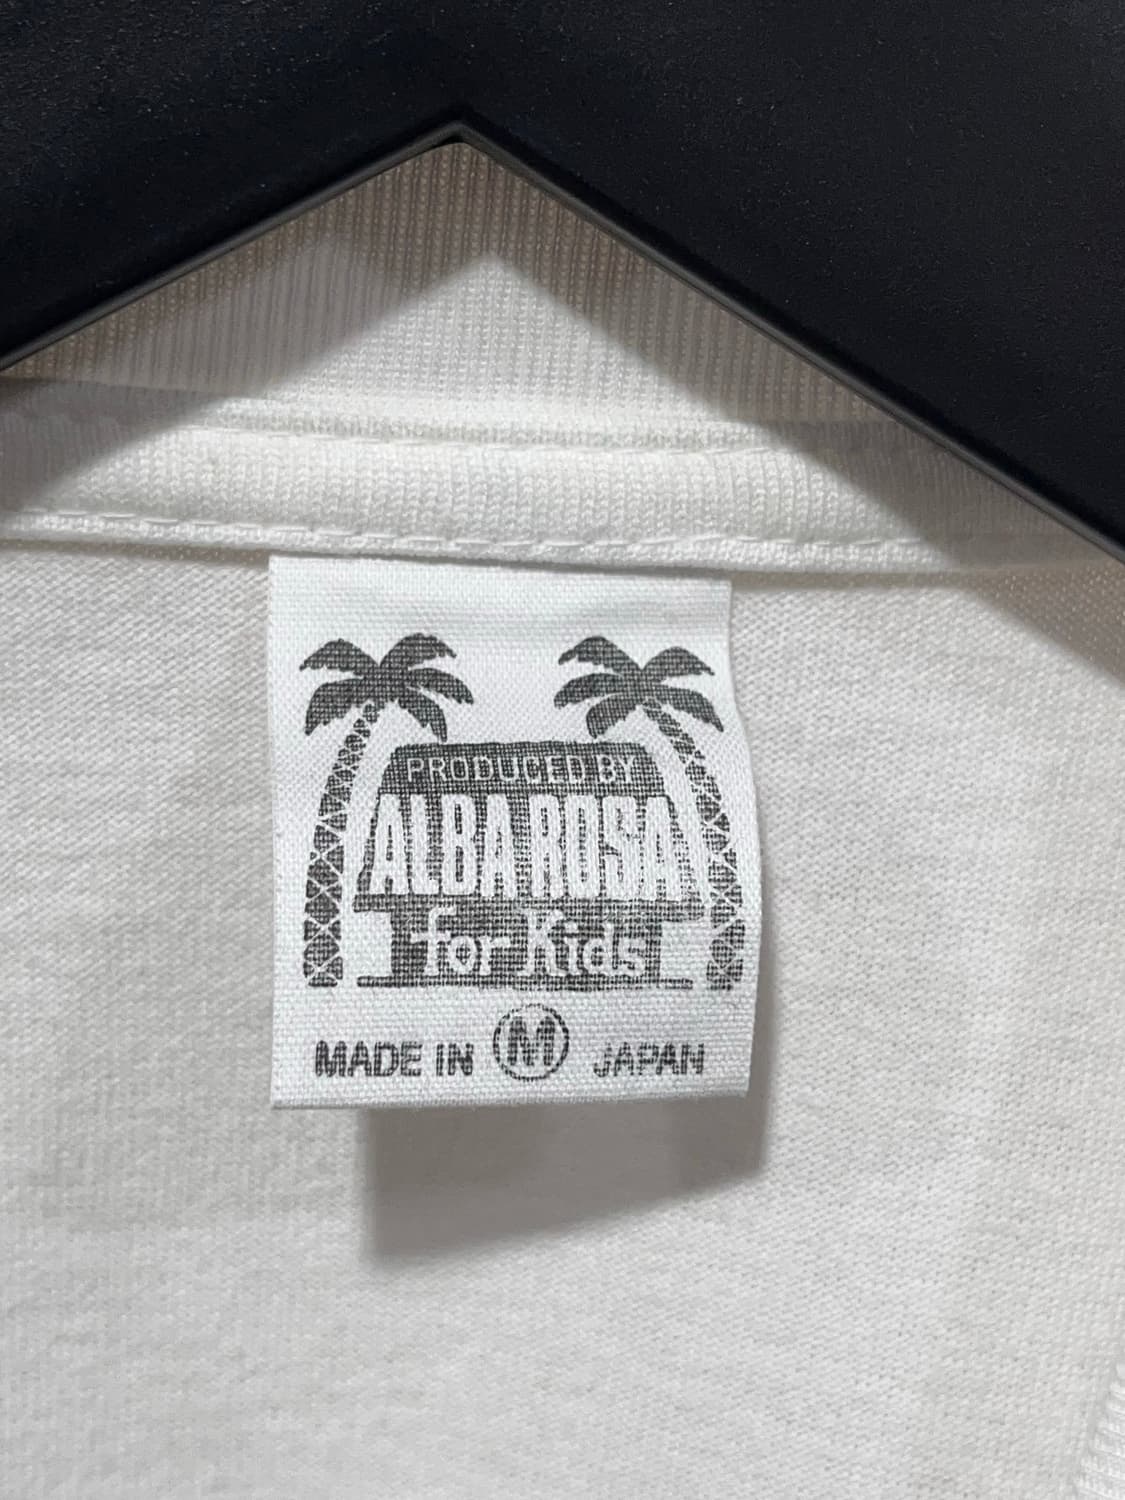 PRODUCED BY
ALBA ROSA
for Kids
MADE IN M JAPAN